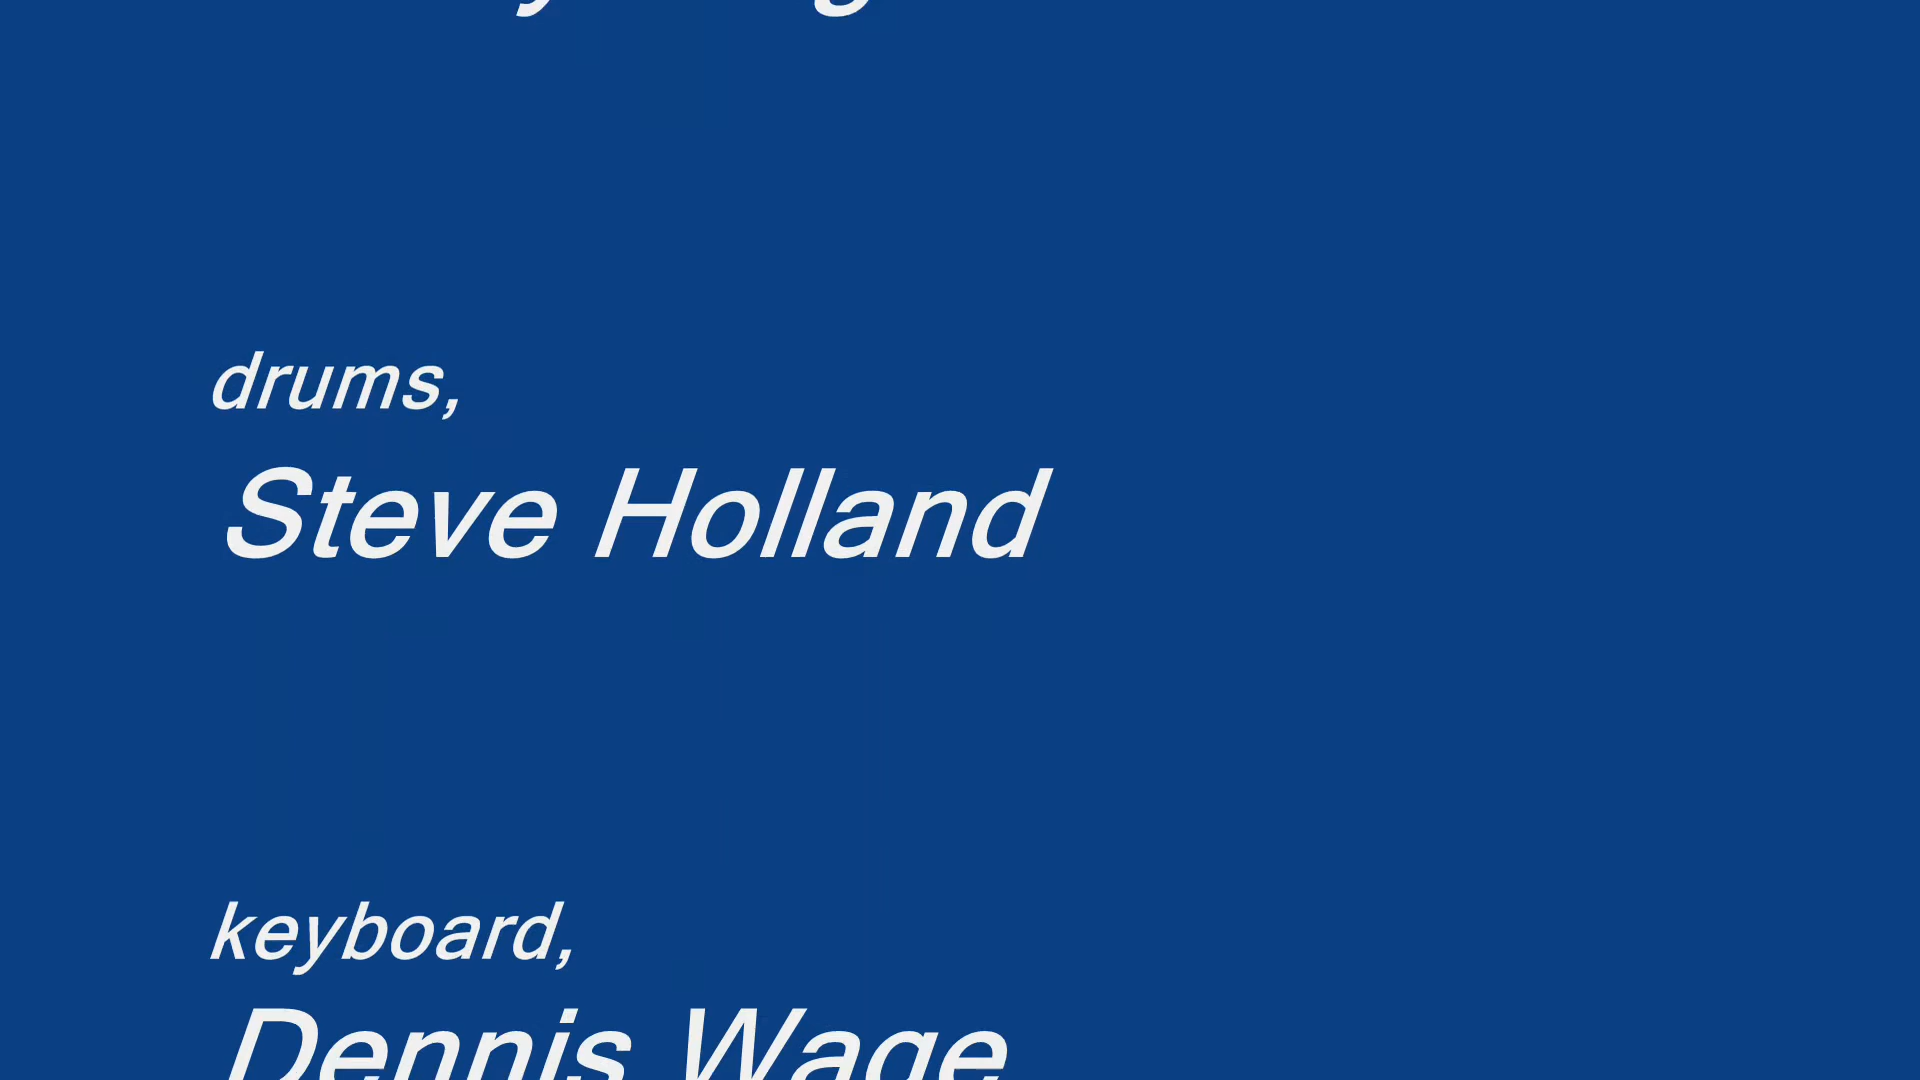 drums,
Steve Holland
keyboard,
Dennis Wage